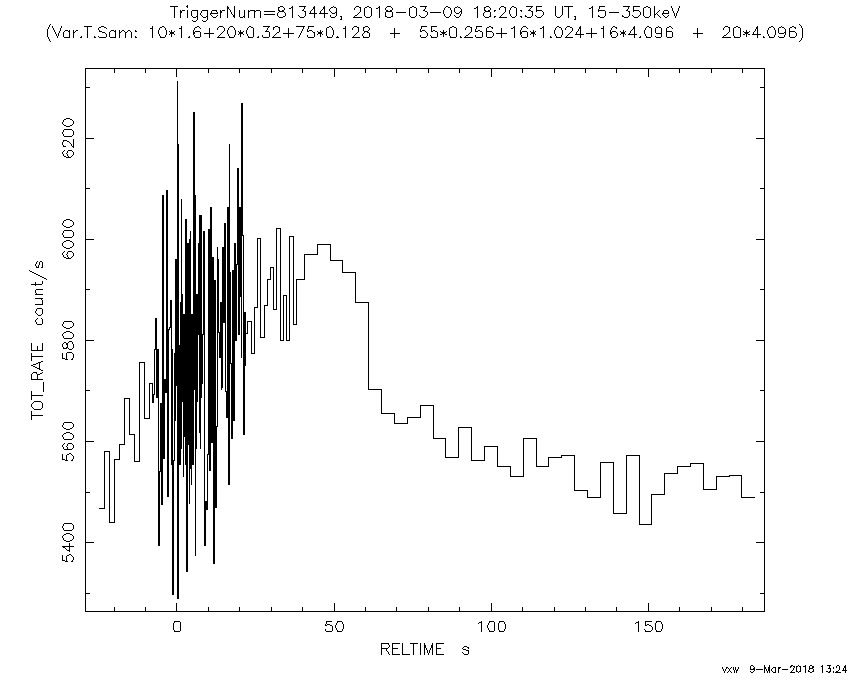 TriggerNum=813449, 2018-03-09 18:20:35 UT, 15-350keV
(Var.T.Sam: 10*1.6+20*0.32+75*0.128 + 55*0.256+16*1.024+16*4.096 + 20*4.096)
TOT_RATE count/s
6200
6000
5800
5600
5400
0 50 100 150
RELTIME s
vxw 9-Mar-2018 13:24